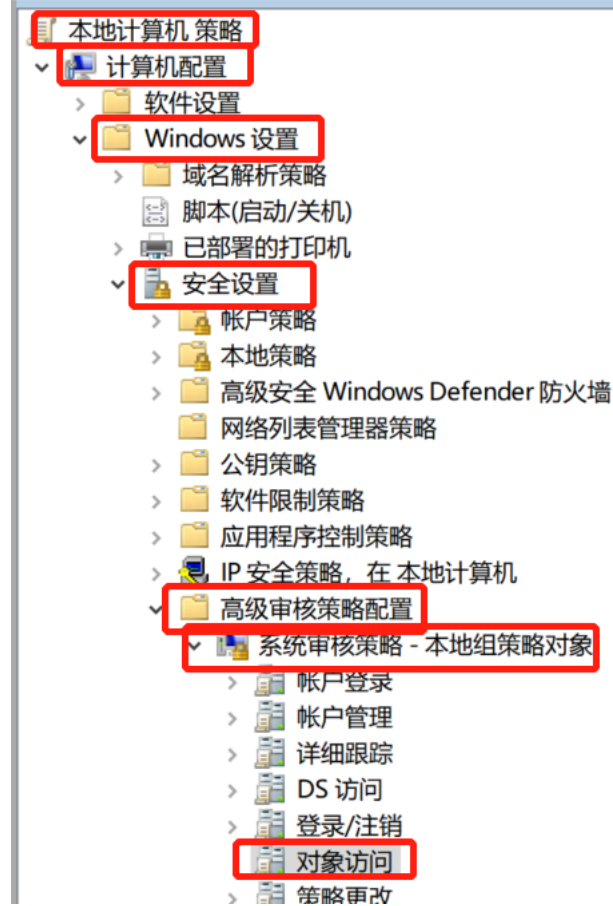 本地计算机 策略
计算机配置
软件设置
Windows 设置
域名解析策略
脚本(启动/关机)
已部署的打印机
安全设置
帐户策略
本地策略
高级安全 Windows Defender 防火墙
网络列表管理器策略
公钥策略
软件限制策略
应用程序控制策略
IP 安全策略，在 本地计算机
高级审核策略配置
系统审核策略 - 本地组策略对象
帐户登录
帐户管理
详细跟踪
DS 访问
登录/注销
对象访问
策略更改